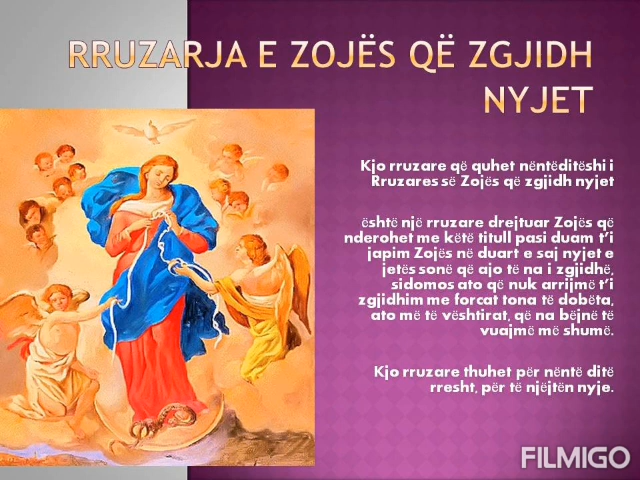 RRUZARJA E ZOJËS QË ZGJIDH
NYJET
Kjo rruzare që quhet nëntëditëshi i
Rruzares së Zojës që zgjidh nyjet
është një rruzare drejtuar Zojës që
nderohet me këtë titull pasi duam t'i
japim Zojës në duart e saj nyjet e
jetës sonë që ajo të na i zgjidhë,
sidomos ato që nuk arrijmë t'i
zgjidhim me forcat tona të dobëta,
ato më të vështirat, që na bëjnë të
vuajmë më shumë.
Kjo rruzare thuhet për nëntë ditë
rresht, për të njëjtën nyje.
FILMIGO